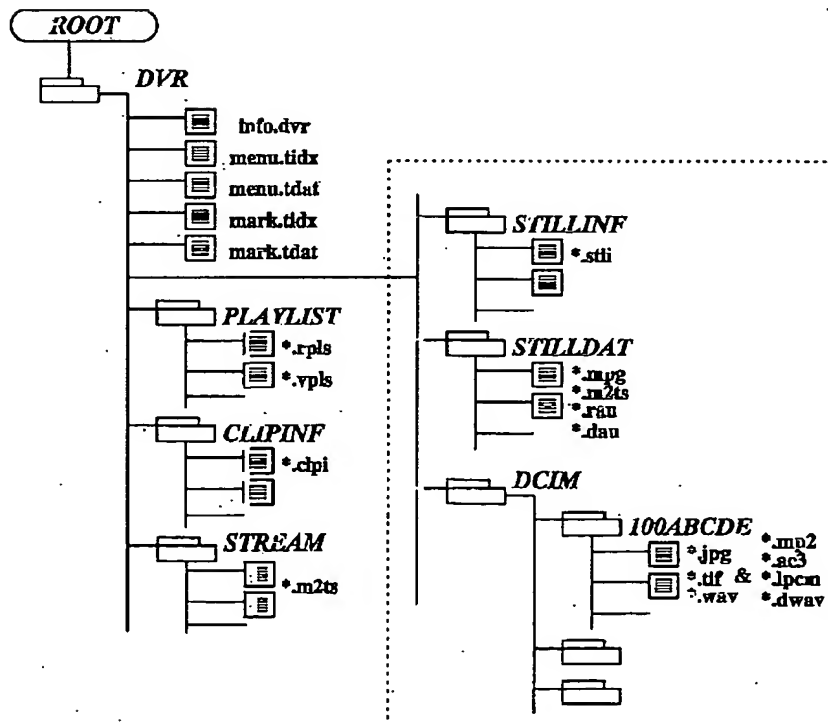 ROOT
DVR
info.dvr
menu.tidx
menu.tdat
mark.tidx
mark.tdat
PLAYLIST
*.rpls
*.vpls
CLIPINF
*.clpi
STREAM
*.m2ts
STILLINF
*.stli
STILLDAT
*.mpg
*.m2ts
*.rau
*.dau
DCIM
100ABCDE
*.jpg
*.tif & 
*.wav
*.mp2
*.ac3
*.lpcm
*.dwav